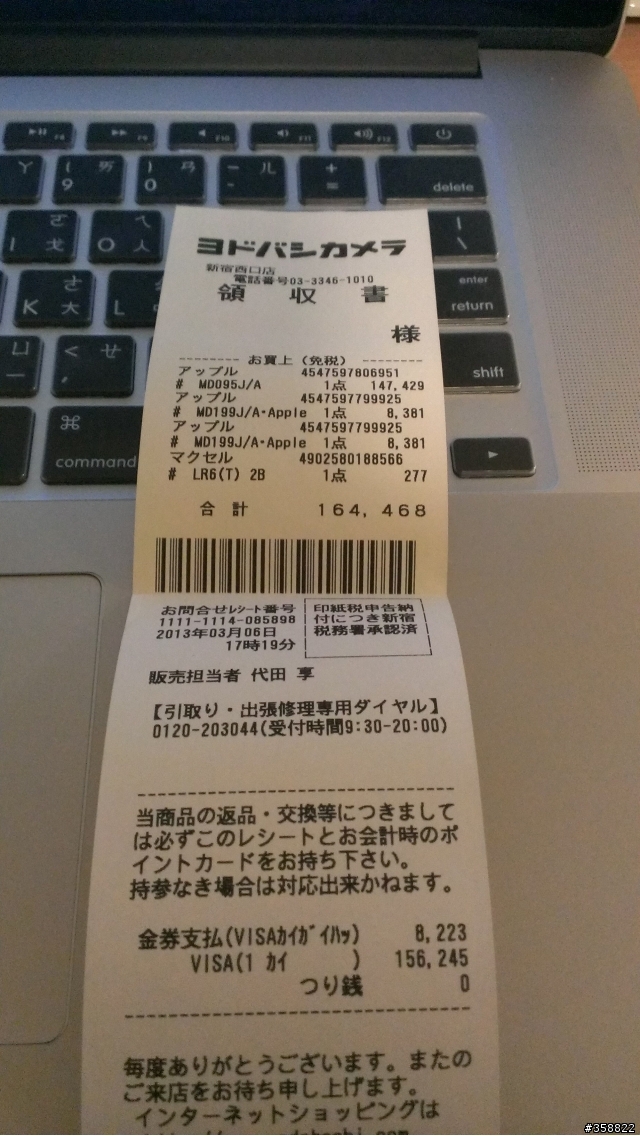 F8
F9
F10
F11
F12
ㄚ
( ㄞ
9
) ㄢ
0
- ㄦ
+
=
delete
ㄛ
I 戈
ㄟ
O 人
|
\
ㄜ
K 大
L
enter
return
ㄩ
< ㄝ
,
shift
⌘
command
ヨドバシカメラ
新宿西口店
電話番号03-3346-1010
領 収 書
様
-------- お買上 (免税) --------
アップル 4547597806951
# MD095J/A 1点 147,429
アップル 4547597799925
# MD199J/A・Apple 1点 8,381
アップル 4547597799925
# MD199J/A・Apple 1点 8,381
マクセル 4902580188566
# LR6(T) 2B 1点 277
合 計 164,468
お問合せレシート番号
1111-1114-085898
2013年03月06日
17時19分
印紙税申告納
付につき新宿
税務署承認済
販売担当者 代田 享
【引取り・出張修理専用ダイヤル】
0120-203044(受付時間9:30-20:00)
当商品の返品・交換等につきまして
は必ずこのレシートとお会計時のポ
イントカードをお持ち下さい。
持参なき場合は対応出来かねます。
金券支払(VISAカイガイハッ) 8,223
VISA(1 カイ ) 156,245
つり銭 0
毎度ありがとうございます。またの
ご来店をお待ち申し上げます。
インターネットショッピングは
#358822